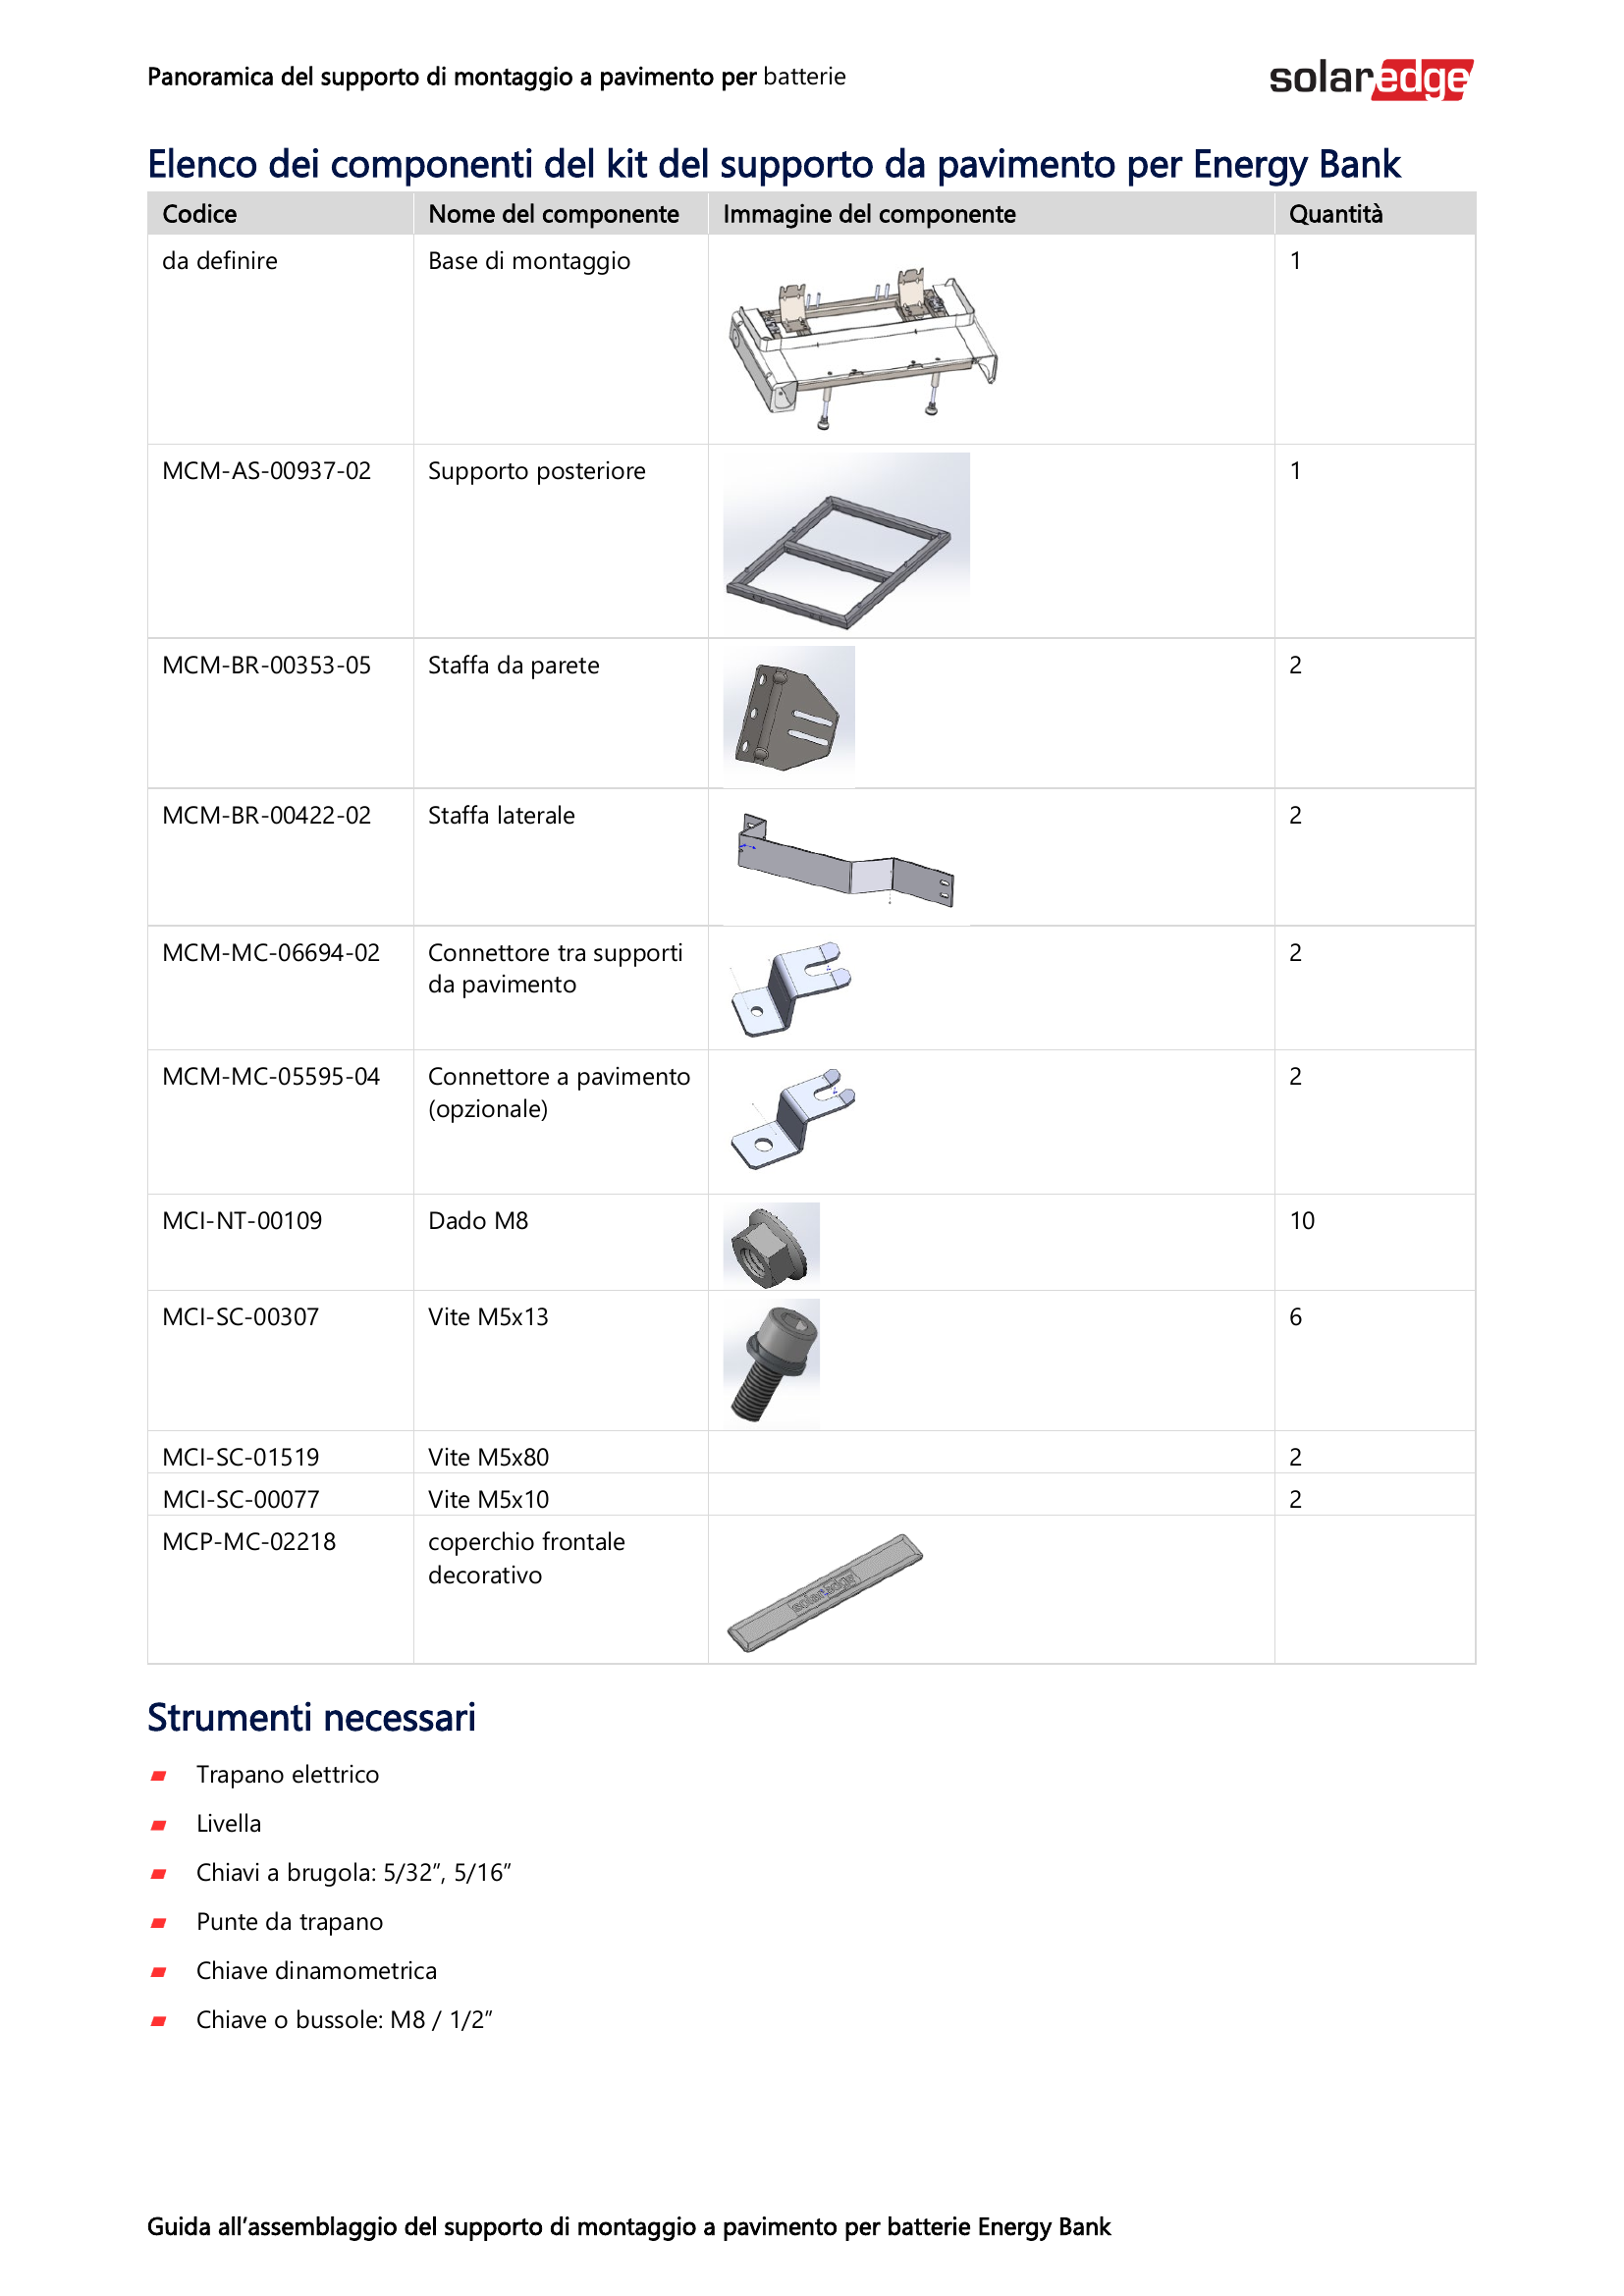 Panoramica del supporto di montaggio a pavimento per batterie
solaredge
Elenco dei componenti del kit del supporto da pavimento per Energy Bank
Codice Nome del componente Immagine del componente Quantità
da definire Base di montaggio 1
MCM-AS-00937-02 Supporto posteriore 1
MCM-BR-00353-05 Staffa da parete 2
MCM-BR-00422-02 Staffa laterale 2
MCM-MC-06694-02 Connettore tra supporti 2
da pavimento
MCM-MC-05595-04 Connettore a pavimento 2
(opzionale)
MCI-NT-00109 Dado M8 10
MCI-SC-00307 Vite M5x13 6
MCI-SC-01519 Vite M5x80 2
MCI-SC-00077 Vite M5x10 2
MCP-MC-02218 coperchio frontale
decorativo
solaredge
Strumenti necessari
Trapano elettrico
Livella
Chiavi a brugola: 5/32”, 5/16”
Punte da trapano
Chiave dinamometrica
Chiave o bussole: M8 / 1/2”
Guida all’assemblaggio del supporto di montaggio a pavimento per batterie Energy Bank